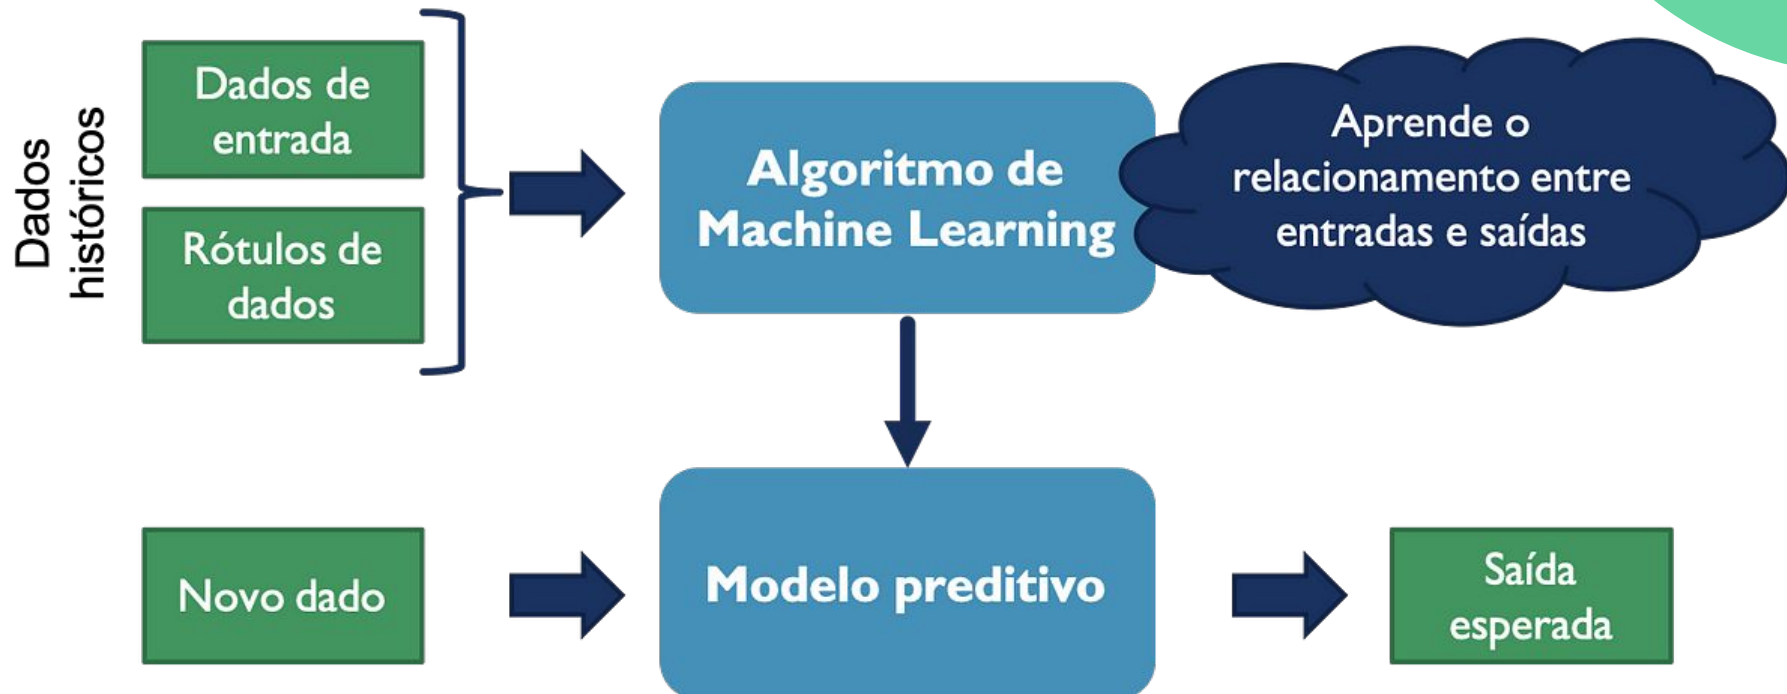 Dados
históricos
Dados de
entrada
Rótulos de
dados
Algoritmo de
Machine Learning
Aprende o
relacionamento entre
entradas e saídas
Novo dado
Modelo preditivo
Saída
esperada